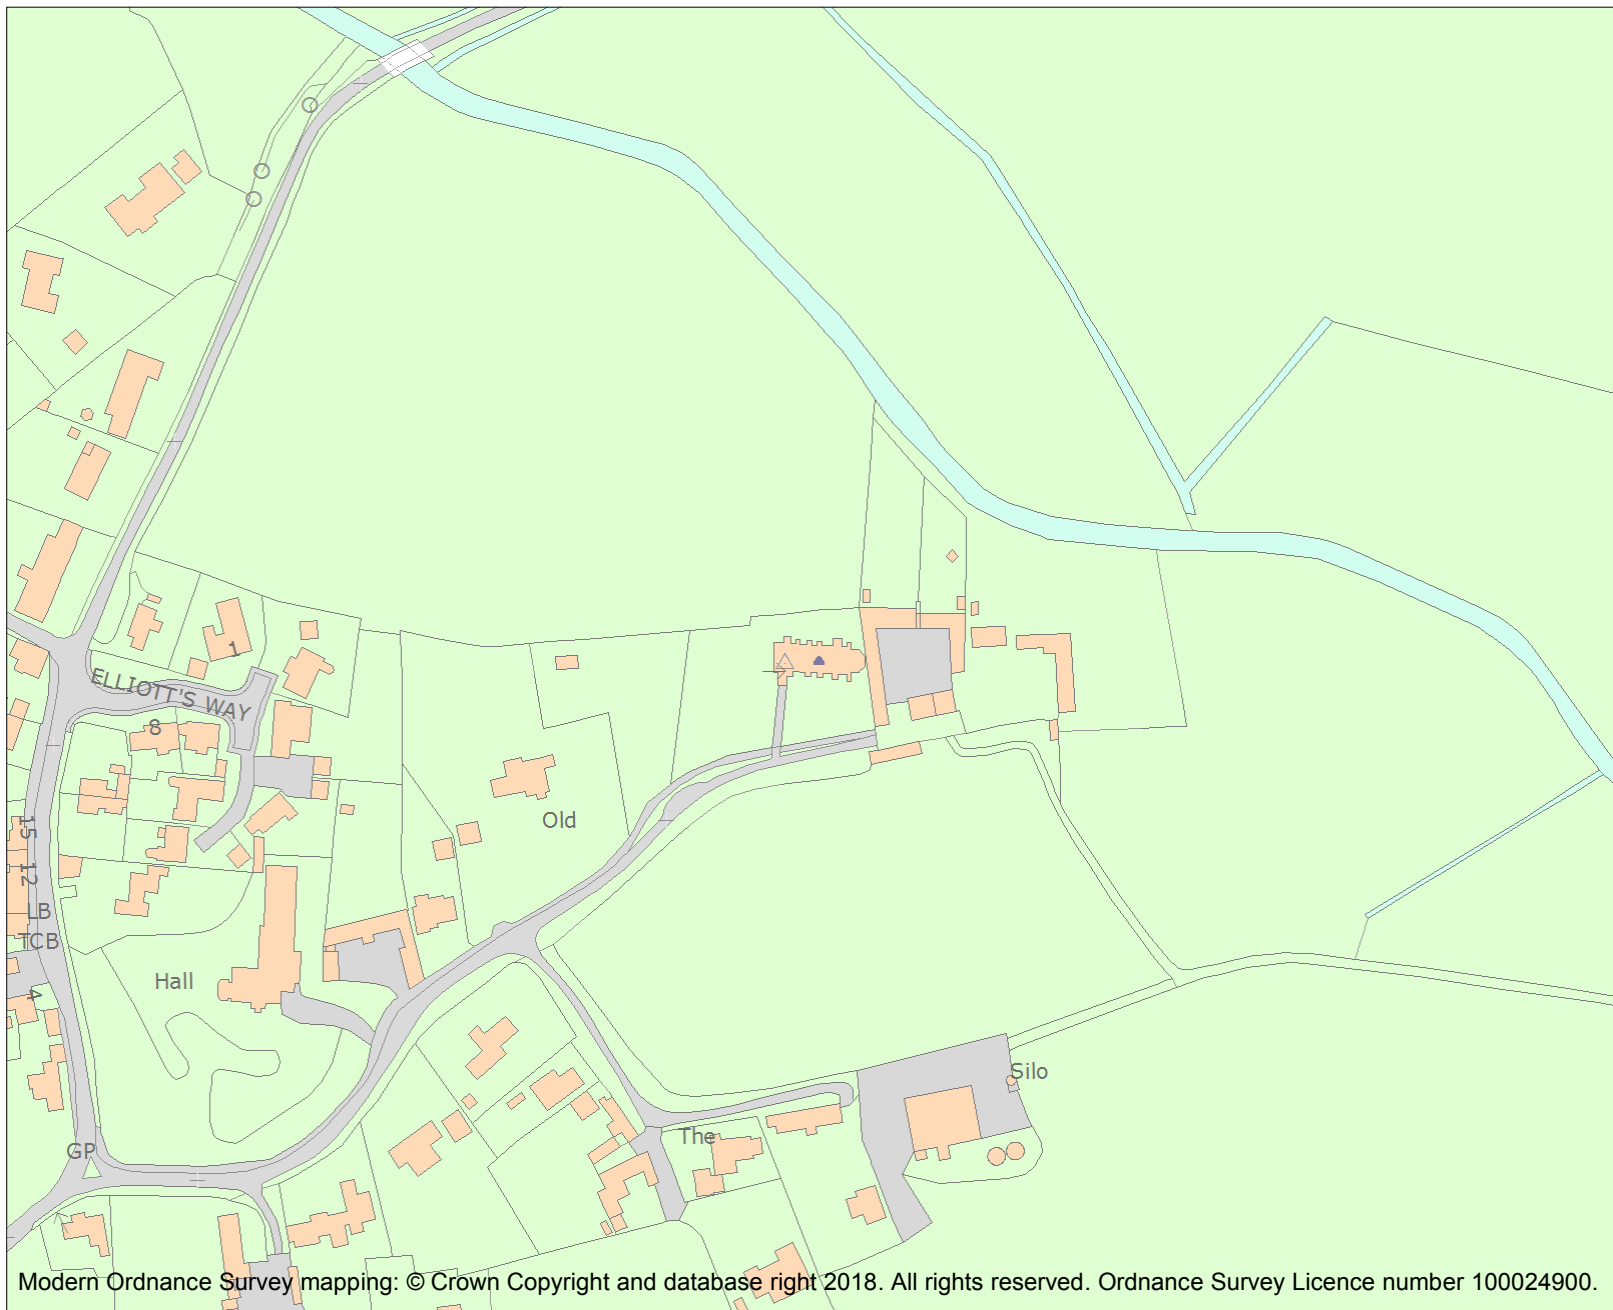 1
ELLIOTT'S WAY
8
Old
15
12
LB
TCB
Hall
4
Silo
The
GP
Modern Ordnance Survey mapping: © Crown Copyright and database right 2018. All rights reserved. Ordnance Survey Licence number 100024900.